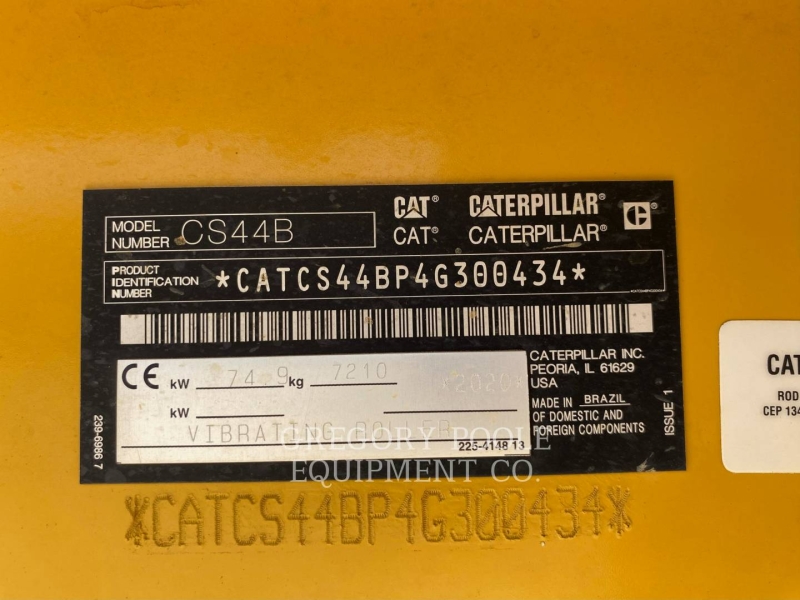 MODEL NUMBER CS44B
CAT® CATERPILLAR®
CAT® CATERPILLAR®
PRODUCT IDENTIFICATION NUMBER *CATCS44BP4G300434*
CE kW 74.9 kg 7210 *2020*
kW
VIBRATING
225-4148 13
CATERPILLAR INC.
PEORIA, IL 61629
USA
MADE IN BRAZIL
OF DOMESTIC AND
FOREIGN COMPONENTS
ISSUE 1
239-6986 7
GREGORY POOLE
EQUIPMENT CO.
*CATCS44BP4G300434*
CAT
ROD
CEP 134